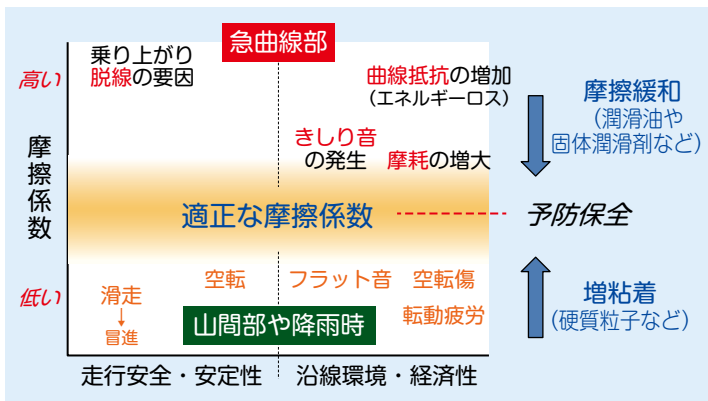 急曲線部
高い
乗り上がり
脱線の要因
曲線抵抗の増加
（エネルギーロス）
きしり音
の発生
摩耗の増大
摩擦緩和
（潤滑油や
固体潤滑剤など）
摩擦係数
適正な摩擦係数
予防保全
低い
滑走
↓
冒進
空転
フラット音
空転傷
転動疲労
山間部や降雨時
増粘着
（硬質粒子など）
走行安全・安定性
沿線環境・経済性